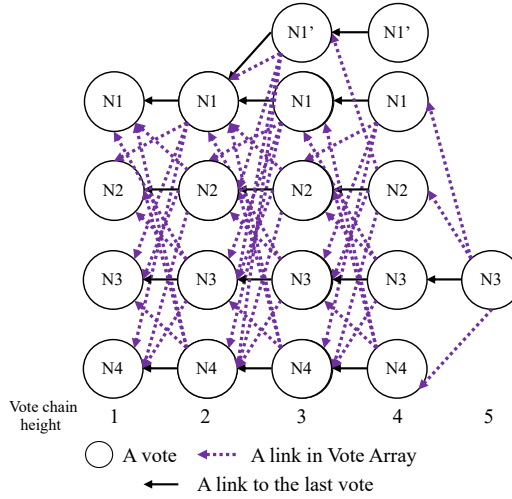 N1’ N1’
N1 N1 N1 N1
N2 N2 N2 N2
N3 N3 N3 N3 N3
N4 N4 N4 N4
Vote chain
height
1 2 3 4 5
A vote A link in Vote Array
A link to the last vote